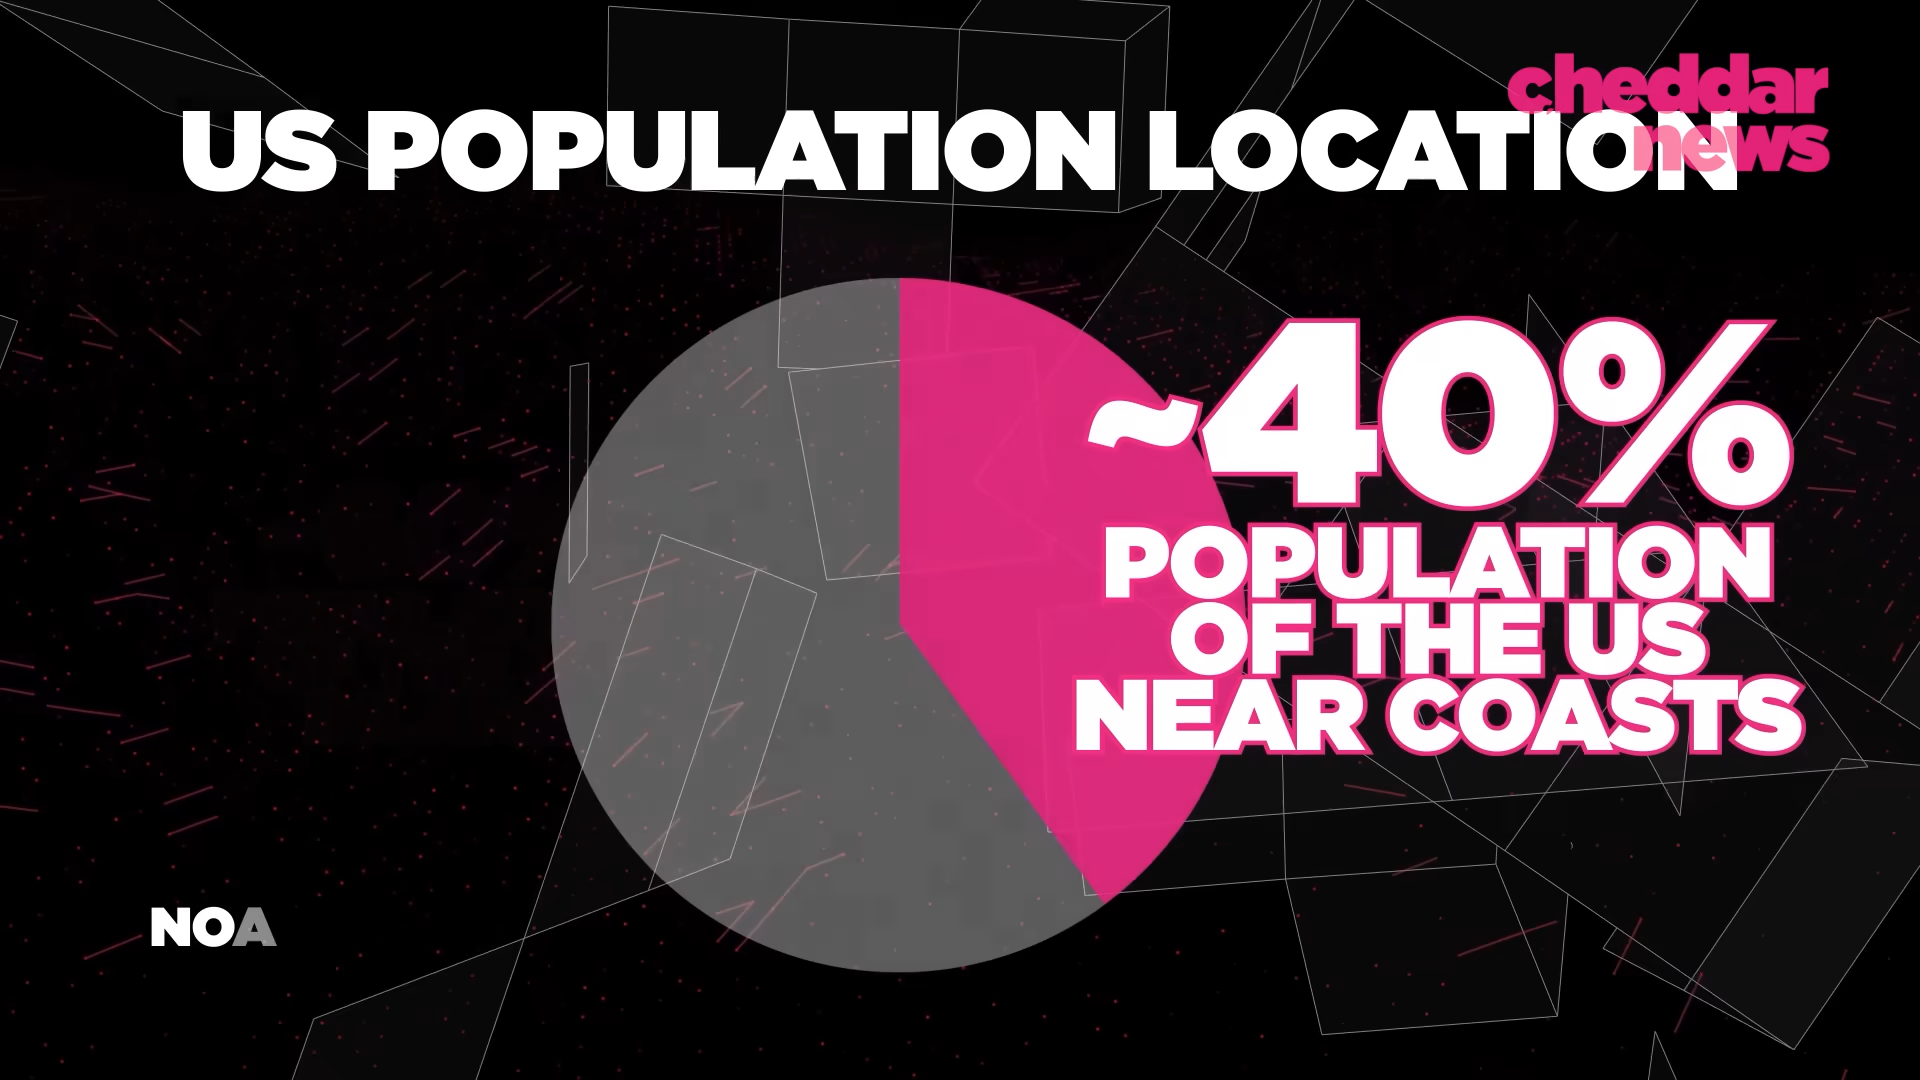 cheddar
news
US POPULATION LOCATION
~40%
POPULATION
OF THE US
NEAR COASTS
NOA